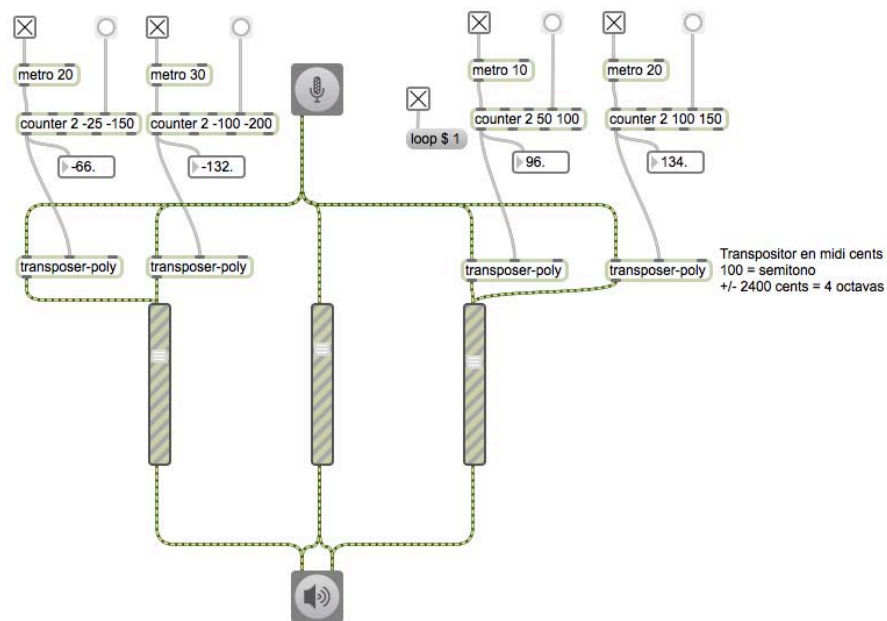 metro 20
metro 30
metro 10
metro 20
counter 2 -25 -150
counter 2 -100 -200
counter 2 50 100
counter 2 100 150
loop $ 1
-66.
-132.
96.
134.
transposer-poly
transposer-poly
transposer-poly
transposer-poly
Transpositor en midi cents
100 = semitono
+/- 2400 cents = 4 octavas